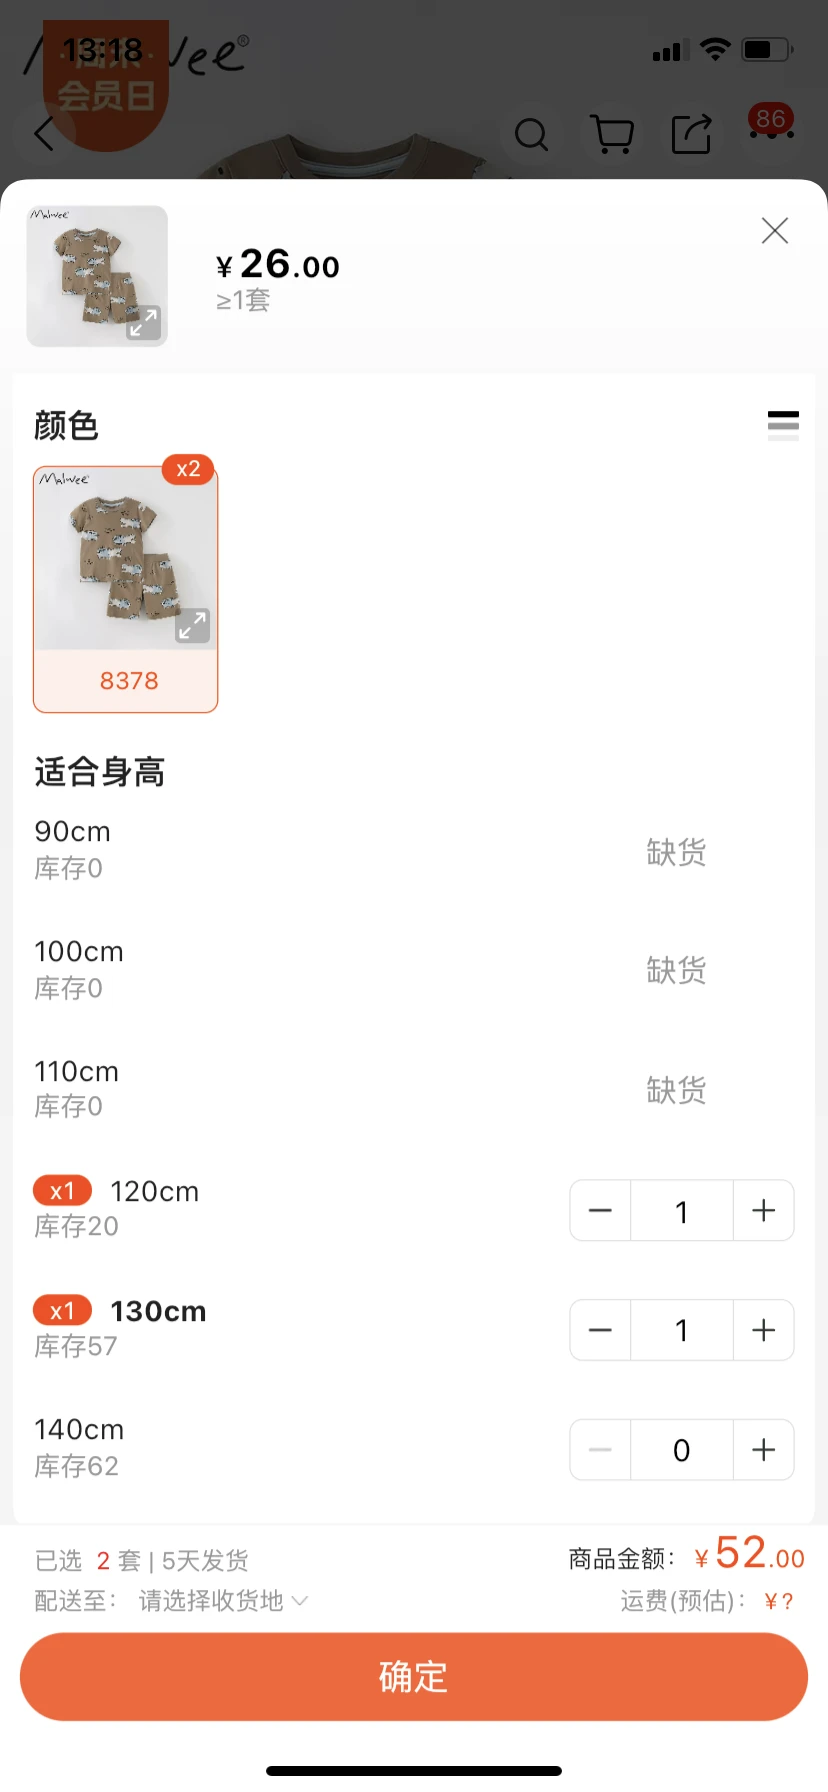 13:18
会员日
86
Malwee
¥26.00
≥1套
颜色
x2
Malwee
8378
适合身高
90cm
库存0
缺货
100cm
库存0
缺货
110cm
库存0
缺货
x1 120cm
库存20
1
x1 130cm
库存57
1
140cm
库存62
0
已选 2 套 | 5天发货
商品金额： ¥52.00
配送至： 请选择收货地
运费(预估)： ¥?
确定